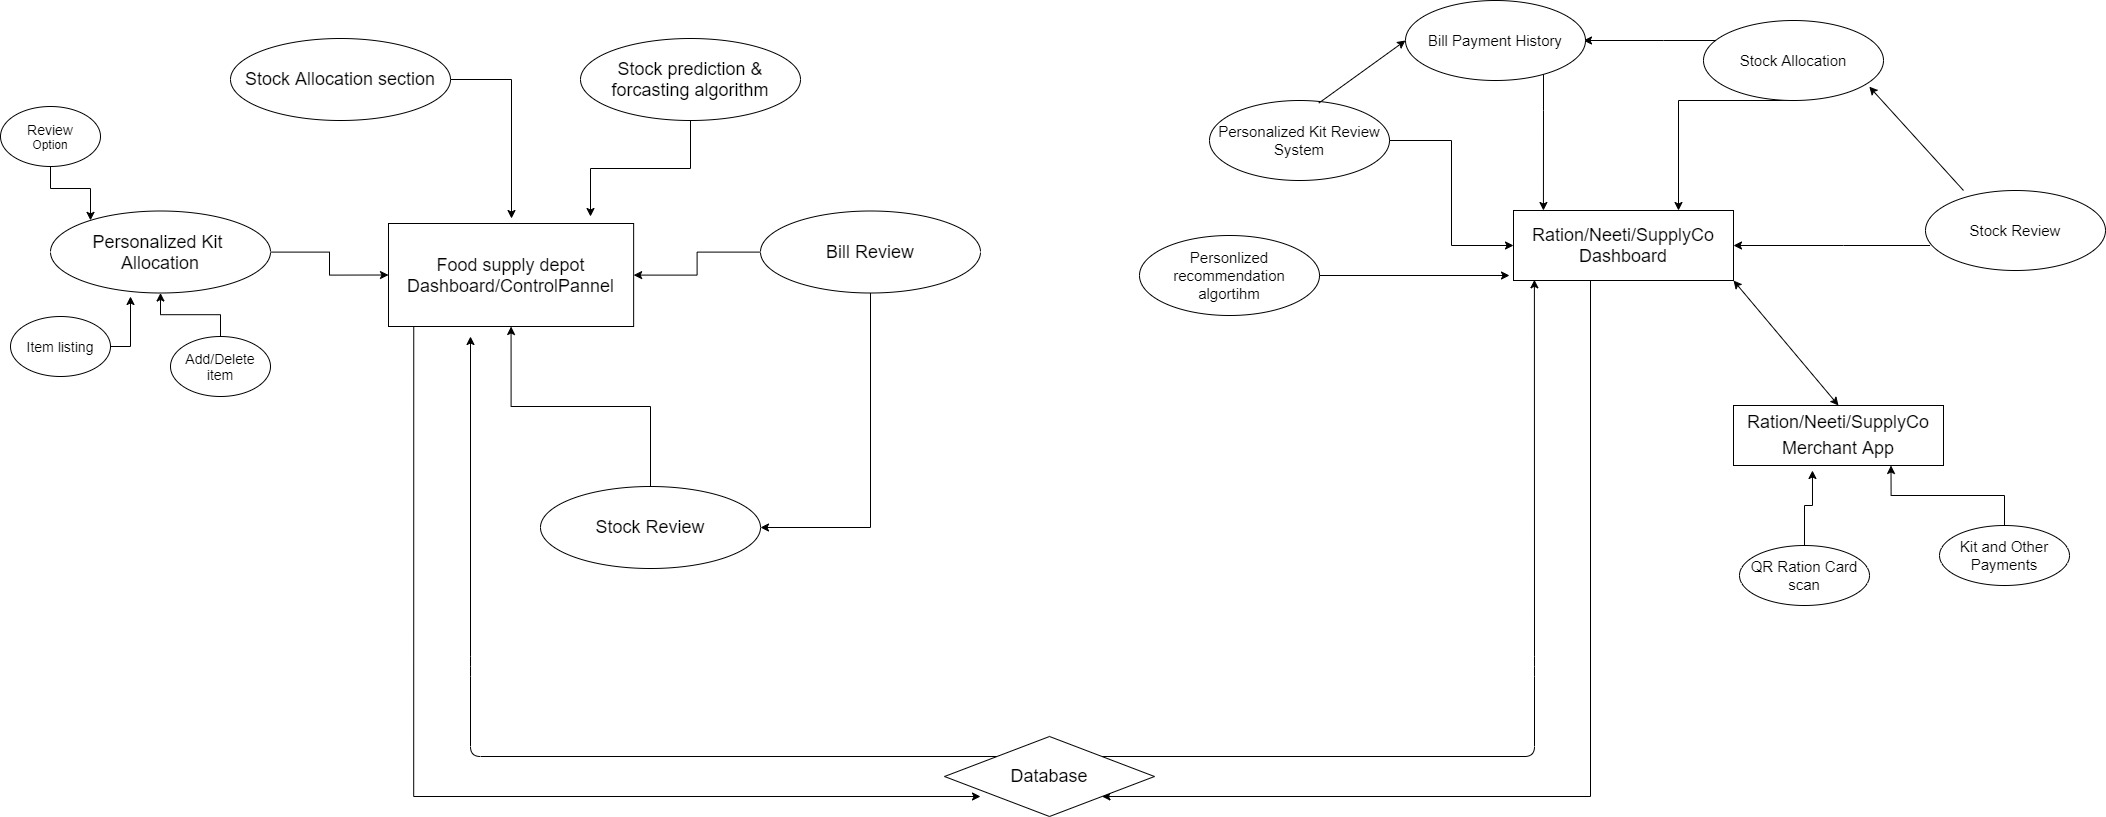 Stock Allocation section
Stock prediction &
forcasting algorithm
Review
Option
Personalized Kit
Allocation
Item listing
Add/Delete
item
Food supply depot
Dashboard/ControlPannel
Bill Review
Stock Review
Bill Payment History
Stock Allocation
Personalized Kit Review
System
Stock Review
Ration/Neeti/SupplyCo
Dashboard
Personlized
recommendation
algortihm
Ration/Neeti/SupplyCo
Merchant App
QR Ration Card
scan
Kit and Other
Payments
Database